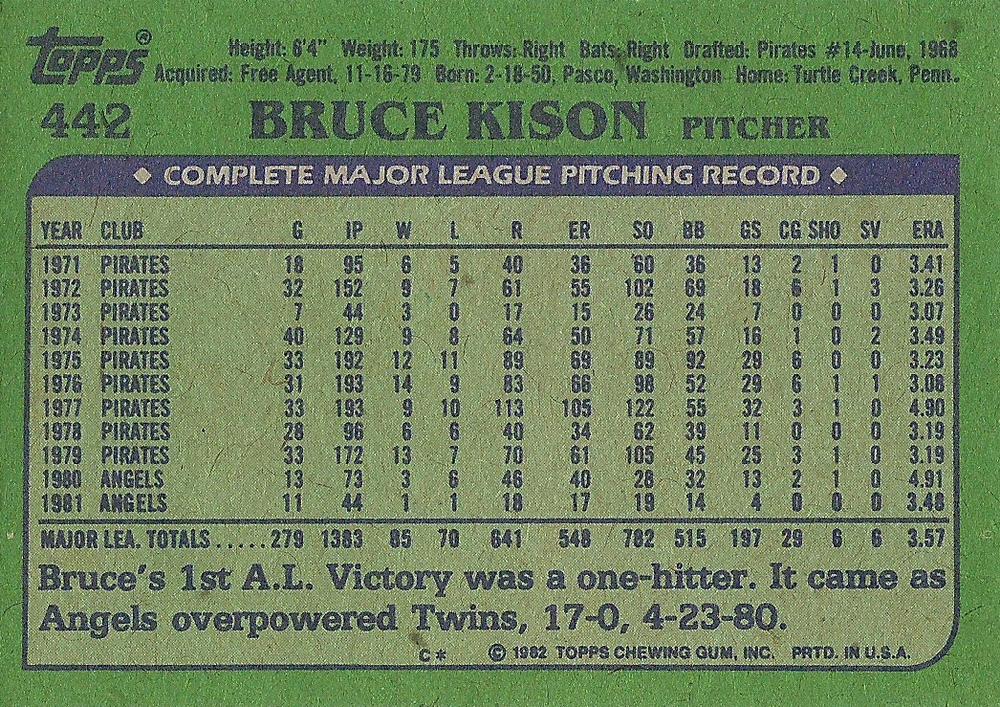 Topps®
Height: 6'4" Weight: 175 Throws: Right Bats: Right Drafted: Pirates #14-June, 1968
Acquired: Free Agent, 11-16-79 Born: 2-18-50, Pasco, Washington Home: Turtle Creek, Penn.
442 BRUCE KISON PITCHER
◆ COMPLETE MAJOR LEAGUE PITCHING RECORD ◆
YEAR CLUB G IP W L R ER SO BB GS CG SHO SV ERA
1971 PIRATES 18 95 6 5 40 36 60 36 13 2 1 0 3.41
1972 PIRATES 32 152 9 7 61 55 102 69 18 6 1 3 3.26
1973 PIRATES 7 44 3 0 17 15 26 24 7 0 0 0 3.07
1974 PIRATES 40 129 9 8 64 50 71 57 16 1 0 2 3.49
1975 PIRATES 33 192 12 11 89 69 89 92 29 6 0 0 3.23
1976 PIRATES 31 193 14 9 83 66 98 52 29 6 1 1 3.08
1977 PIRATES 33 193 9 10 113 105 122 55 32 3 1 0 4.90
1978 PIRATES 28 96 6 6 40 34 62 39 11 0 0 0 3.19
1979 PIRATES 33 172 13 7 70 61 105 45 25 3 1 0 3.19
1980 ANGELS 13 73 3 6 46 40 28 32 13 2 1 0 4.91
1981 ANGELS 11 44 1 1 18 17 19 14 4 0 0 0 3.48
MAJOR LEA. TOTALS.....279 1383 85 70 641 548 782 515 197 29 6 6 3.57
Bruce's 1st A.L. Victory was a one-hitter. It came as
Angels overpowered Twins, 17-0, 4-23-80.
C* © 1982 TOPPS CHEWING GUM, INC. PRTD. IN U.S.A.